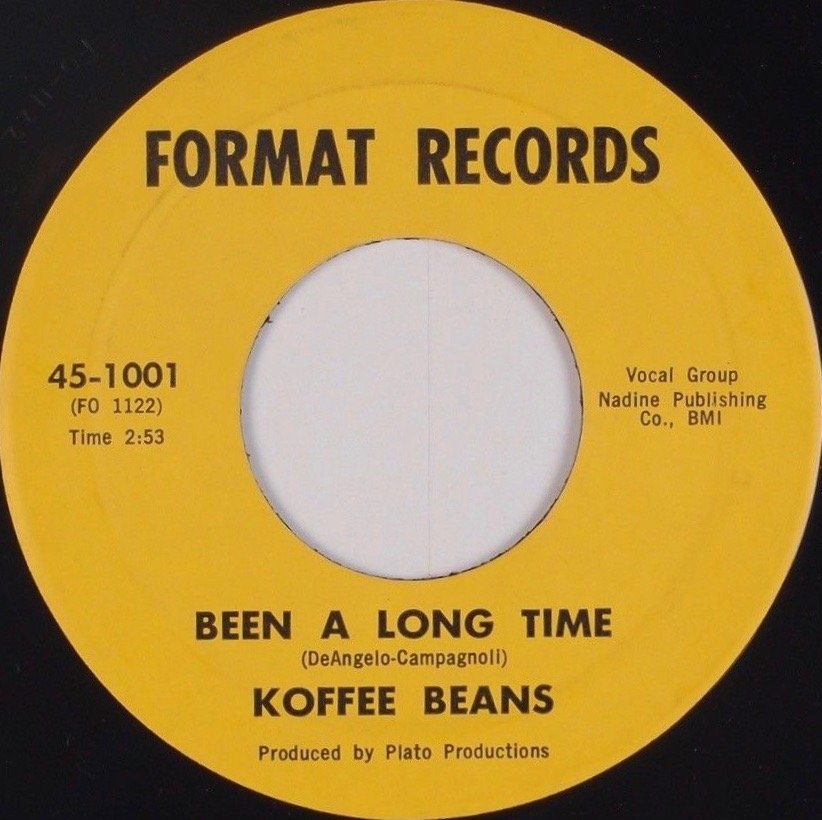 FORMAT RECORDS
45-1001
(FO 1122)
Time 2:53
Vocal Group
Nadine Publishing
Co., BMI
BEEN A LONG TIME
(DeAngelo-Campagnoli)
KOFFEE BEANS
Produced by Plato Productions